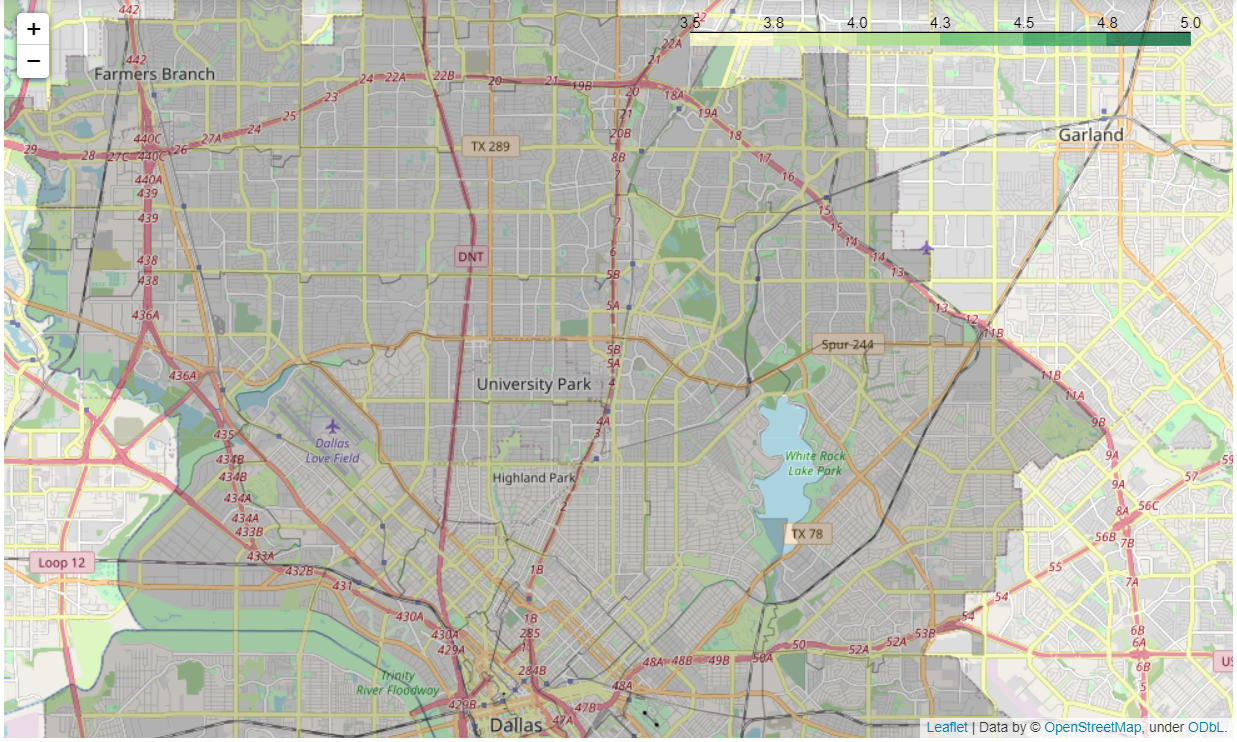 442
3.5 3.8 4.0 4.3 4.5 4.8 5.0
+
22A
442
21
Farmers Branch
24 22A 22B 20 21 19B 20 18A
−
23
25
21
19A
24
20B
18
Garland
440C
27A
29
28 27C 440C 26
TX 289
8B
17
440A
7
16
439
439
7
15
15
14
438
DNT
6
14
438
5B
13
5A
13
436A
12
11B
5B
Spur 244
5A
436A
University Park
4
11B
11A
4A
9B
435
3
Dallas
Love Field
434B
White Rock
Lake Park
9A
59
434B
Highland Park
57
434A
2
9A
56C
434A
8A
433B
TX 78
56B 7B
433A
Loop 12
432B
1B
55
431
7A
54
430A
1B
54
430A
285
53B
6B
429A
1
52A
6A
50
52A
48A 48B 49B 50A
US
284B
6B
Trinity
River Floodway
48A
5
429B
47B
47A
Dallas
Leaflet | Data by © OpenStreetMap, under ODbL.